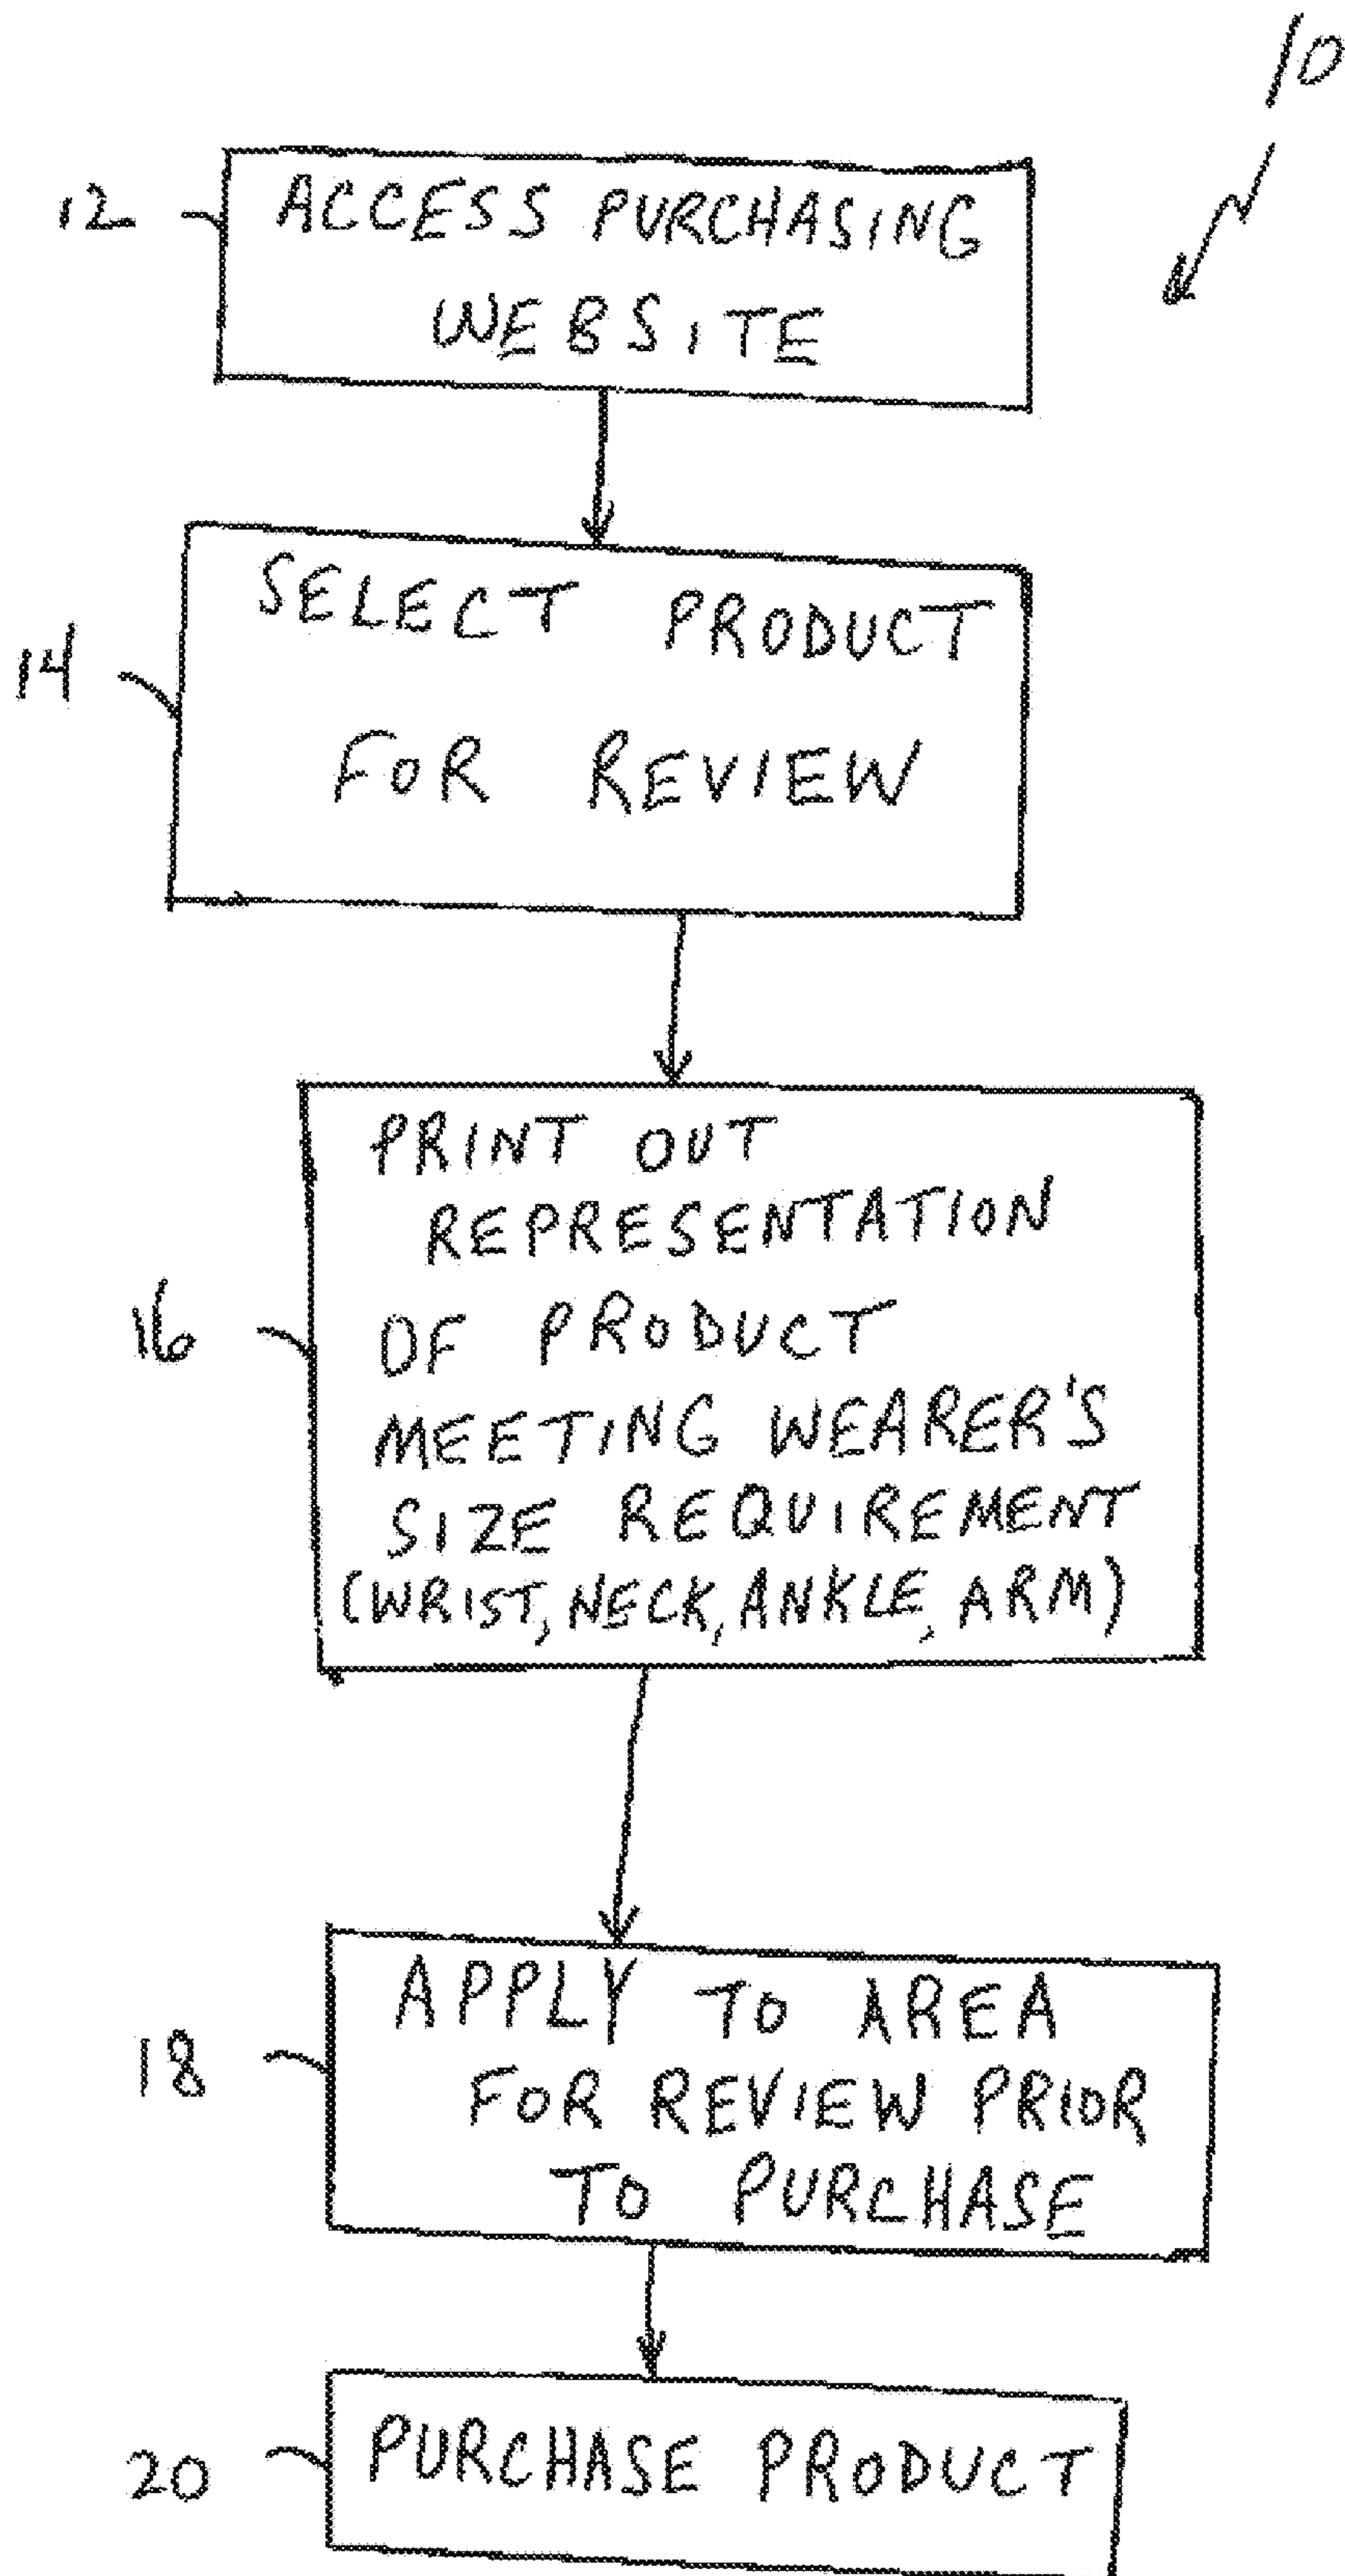 10
12
ACCESS PURCHASING
WEBSITE
14
SELECT PRODUCT
FOR REVIEW
16
PRINT OUT
REPRESENTATION
OF PRODUCT
MEETING WEARER'S
SIZE REQUIREMENT
(WRIST, NECK, ANKLE, ARM)
18
APPLY TO AREA
FOR REVIEW PRIOR
TO PURCHASE
20
PURCHASE PRODUCT